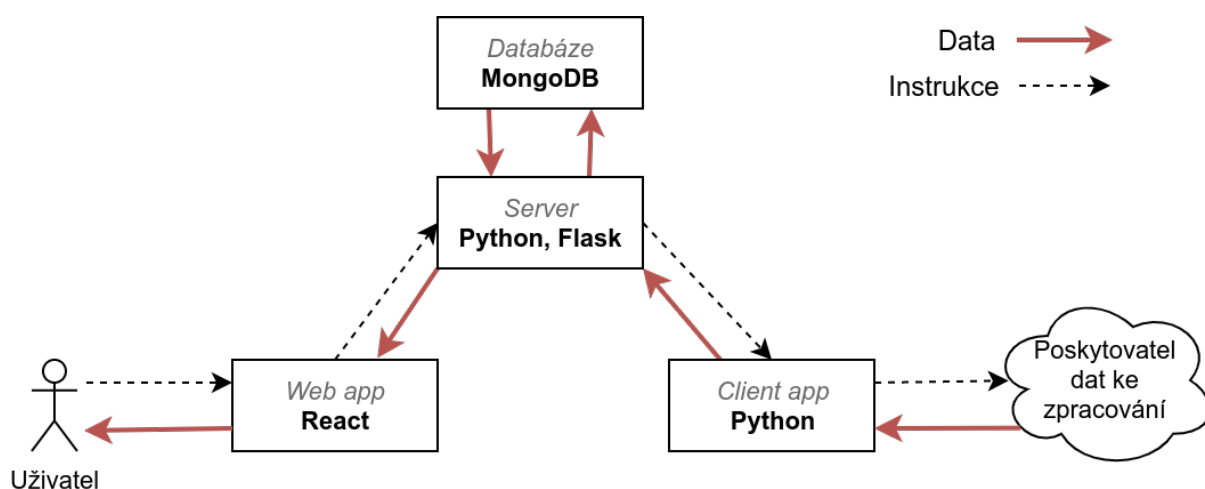 Databáze
MongoDB
Data
Instrukce
Server
Python, Flask
Web app
React
Client app
Python
Poskytovatel
dat ke
zpracování
Uživatel